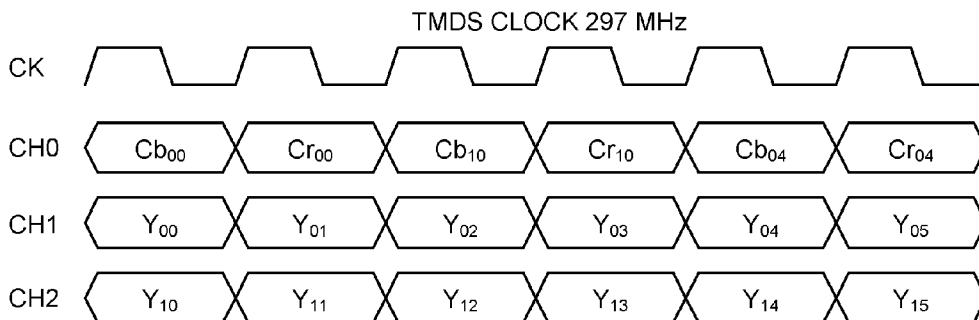 TMDS CLOCK 297 MHz
CK
CH0 Cb₀₀ Cr₀₀ Cb₁₀ Cr₁₀ Cb₀₄ Cr₀₄
CH1 Y₀₀ Y₀₁ Y₀₂ Y₀₃ Y₀₄ Y₀₅
CH2 Y₁₀ Y₁₁ Y₁₂ Y₁₃ Y₁₄ Y₁₅